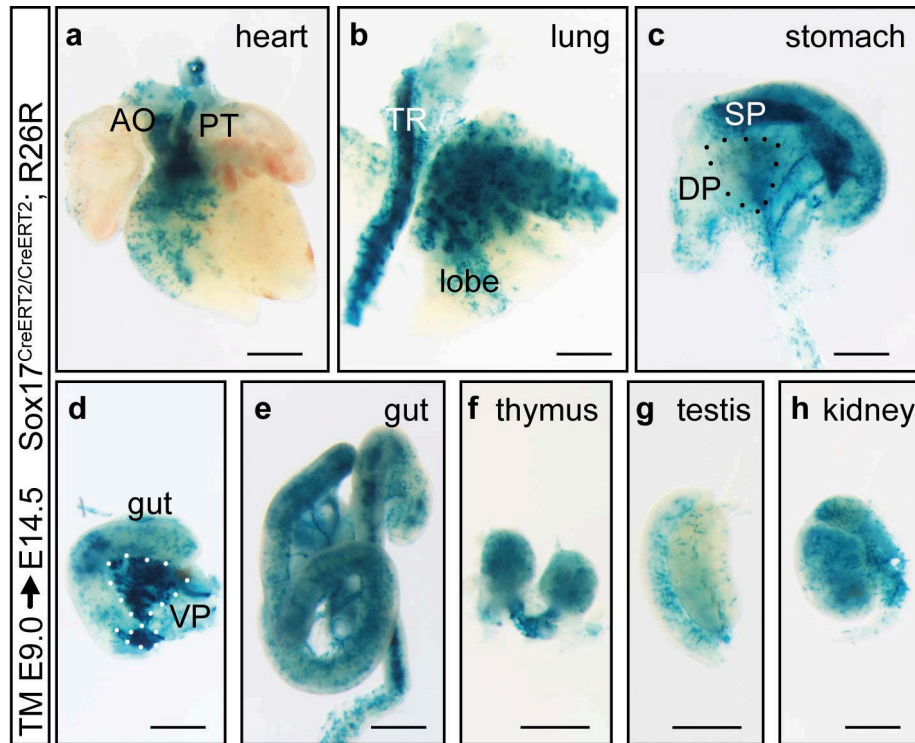 TM E9.0 ➔ E14.5 Sox17CreERT2/CreERT2; R26R
a heart
AO PT
b lung
TR
lobe
c stomach
SP
DP
d
gut
VP
e gut
f thymus
g testis
h kidney